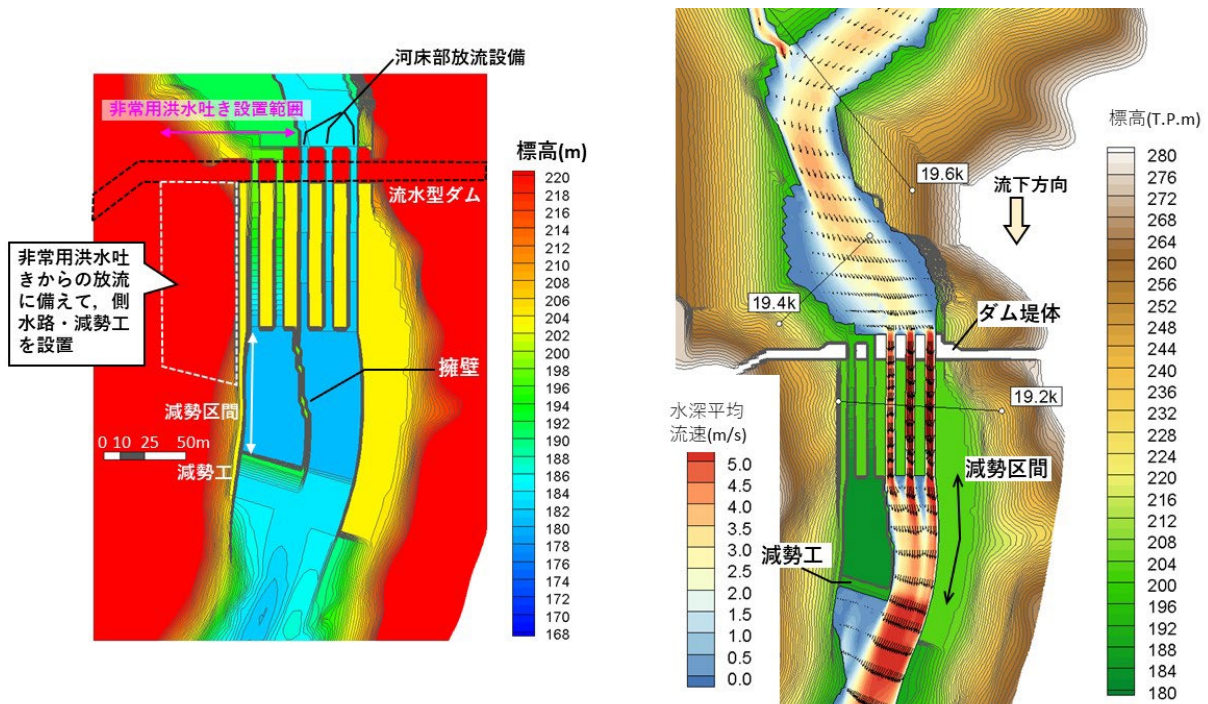 河床部放流設備
非常用洪水吐き設置範囲
標高(m)
流水型ダム
非常用洪水吐
きからの放流
に備えて，側
水路・減勢工
を設置
擁壁
減勢区間
0 10 25 50m
減勢工
220
218
216
214
212
210
208
206
204
202
200
198
196
194
192
190
188
186
184
182
180
178
176
174
172
170
168
標高(T.P.m)
19.6k
流下方向
19.4k
ダム堤体
19.2k
水深平均
流速(m/s)
5.0
4.5
4.0
3.5
3.0
2.5
2.0
1.5
1.0
0.5
0.0
減勢区間
減勢工
280
276
272
268
264
260
256
252
248
244
240
236
232
228
224
220
216
212
208
204
200
196
192
188
184
180